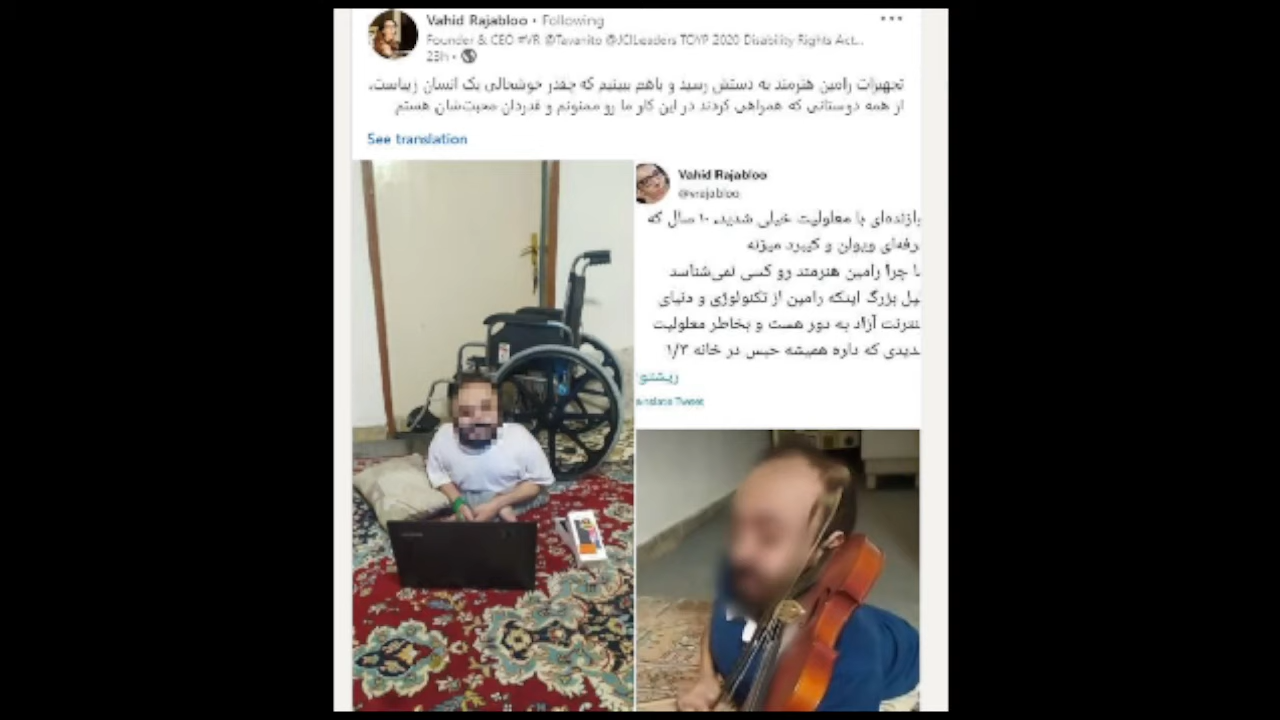 Vahid Rajabloo • Following
Founder & CEO #VR @Tavanito @JCILeaders TOYP 2020 Disability Rights Act...
23h •
تجهیزات رامین هنرمند به دستش رسید و باهم ببینیم که چقدر خوشحالی یک انسان زیباست،
از همه دوستانی که همراهی کردند در این کار ما رو ممنونم و قدردان محبت‌شان هستم
See translation
Vahid Rajabloo
@vrajabloo
وازنده‌ای با معلولیت خیلی شدید، ۱۰ سال که
رفه‌ای ویولن و کیبرد میزنه
ا چرا رامین هنرمند رو کسی نمی‌شناسد
لیل بزرگ اینکه رامین از تکنولوژی و دنیای
نترنت آزاد به دور هست و بخاطر معلولیت
دیدی که داره همیشه حبس در خانه ۱/۳
anslate Tweet